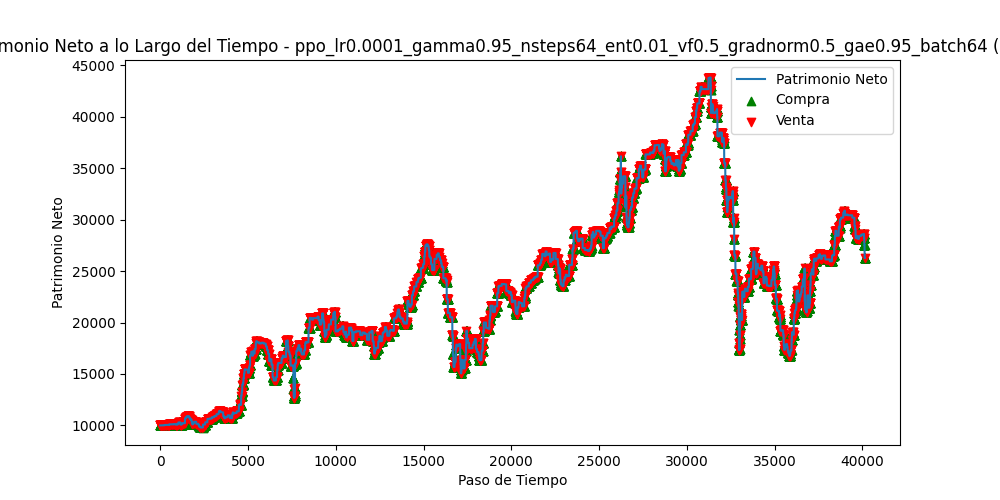 monio Neto a lo Largo del Tiempo - ppo_lr0.0001_gamma0.95_nsteps64_ent0.01_vf0.5_gradnorm0.5_gae0.95_batch64 (
45000
40000
35000
30000
25000
20000
15000
10000
Patrimonio Neto
Patrimonio Neto
Compra
Venta
0 5000 10000 15000 20000 25000 30000 35000 40000
Paso de Tiempo